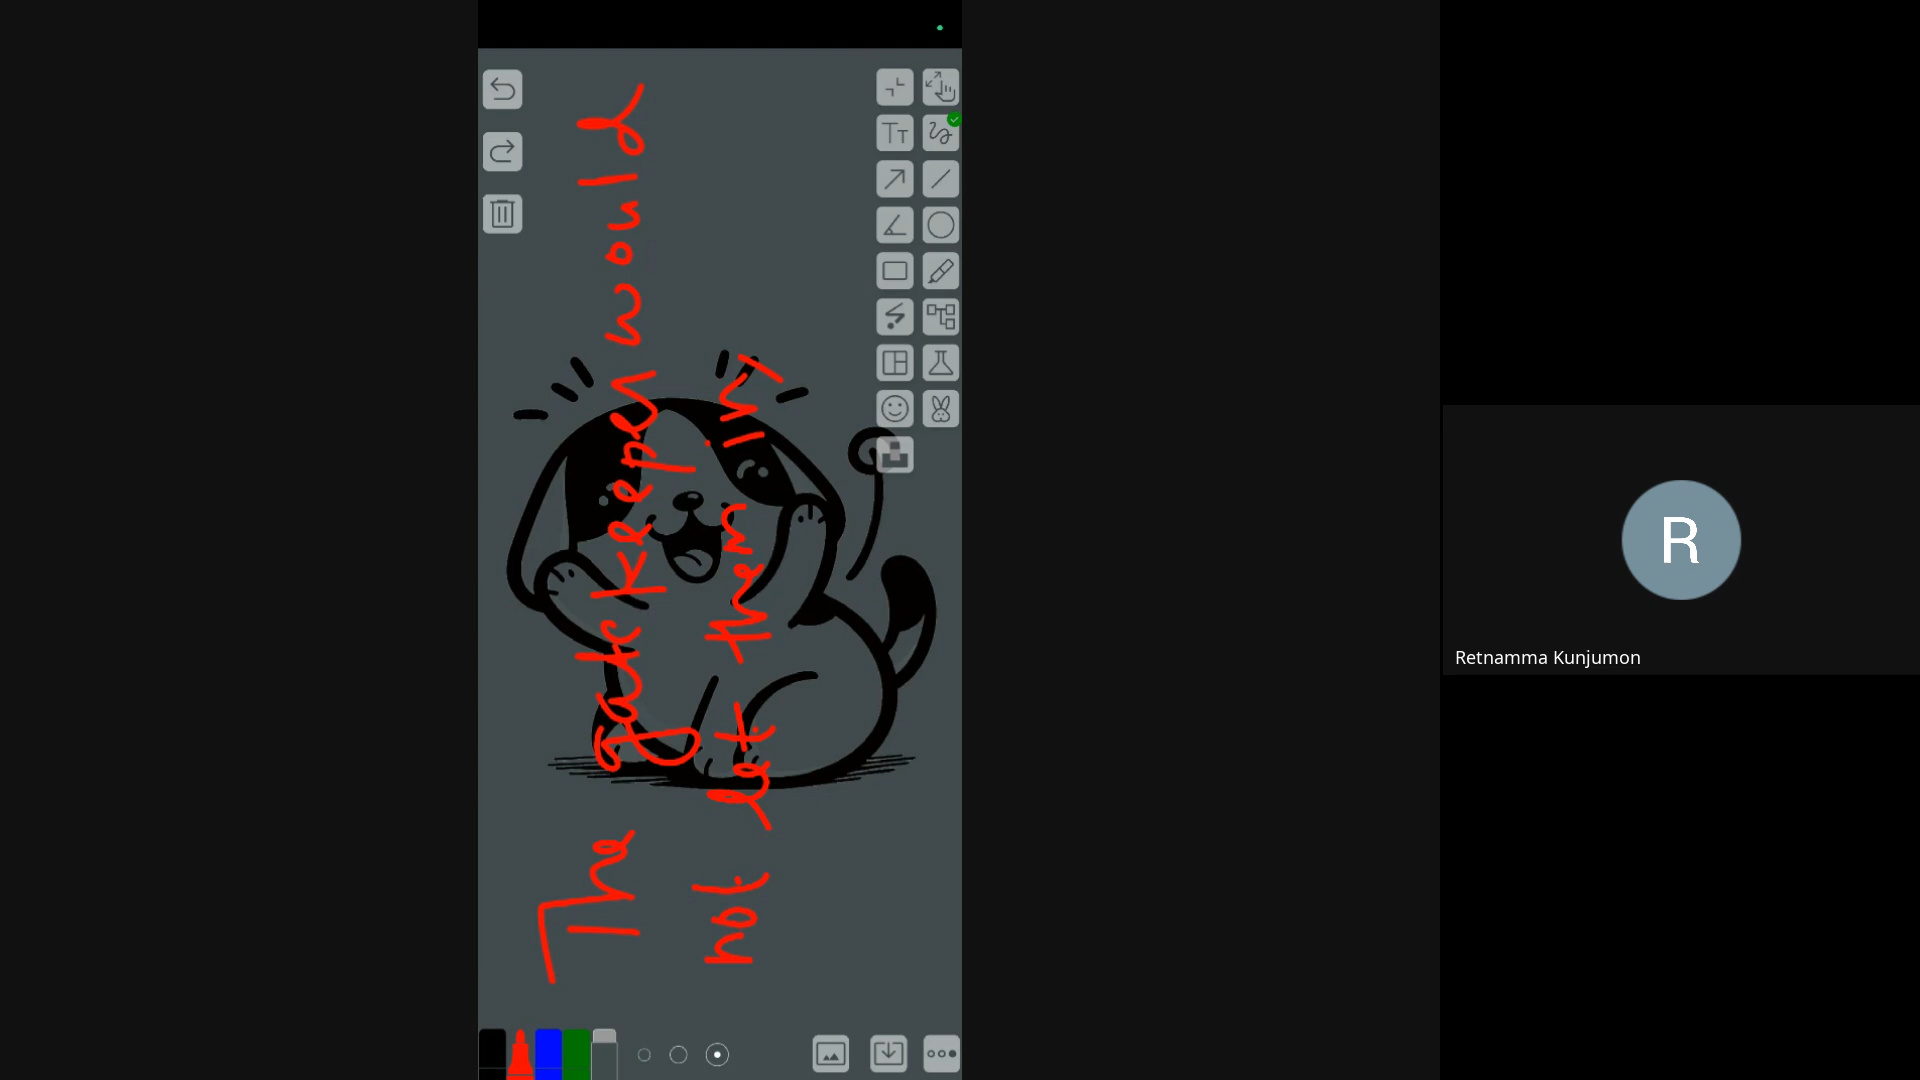 The gatekeeper would
not let them in
R
Retnamma Kunjumon